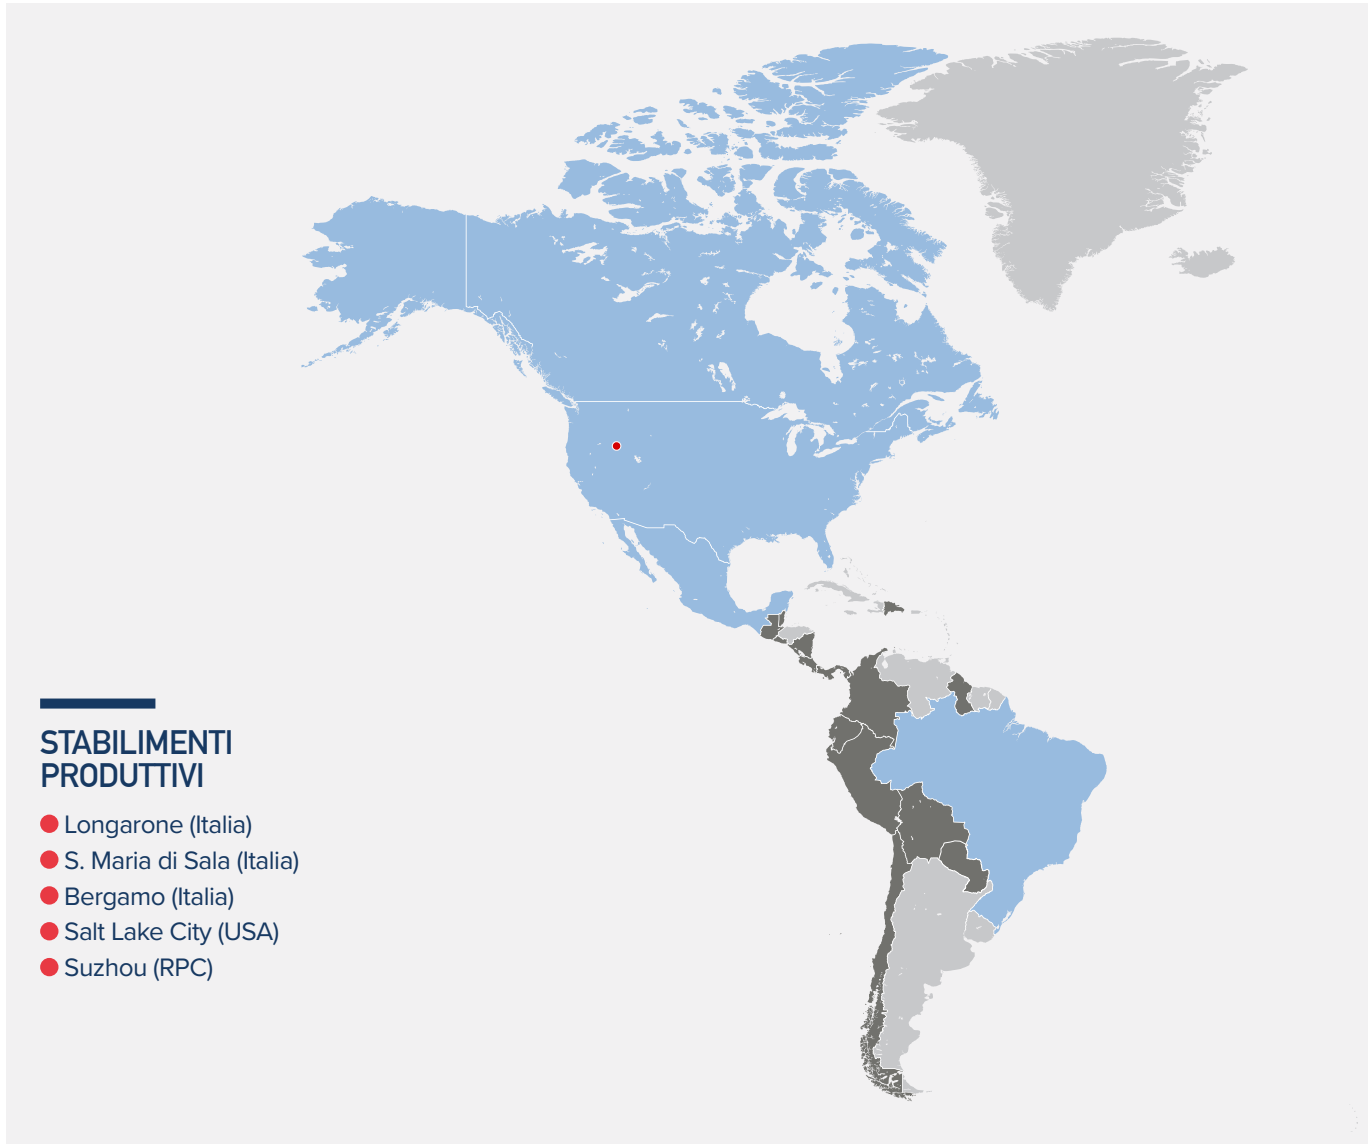 STABILIMENTI
PRODUTTIVI
Longarone (Italia)
S. Maria di Sala (Italia)
Bergamo (Italia)
Salt Lake City (USA)
Suzhou (RPC)